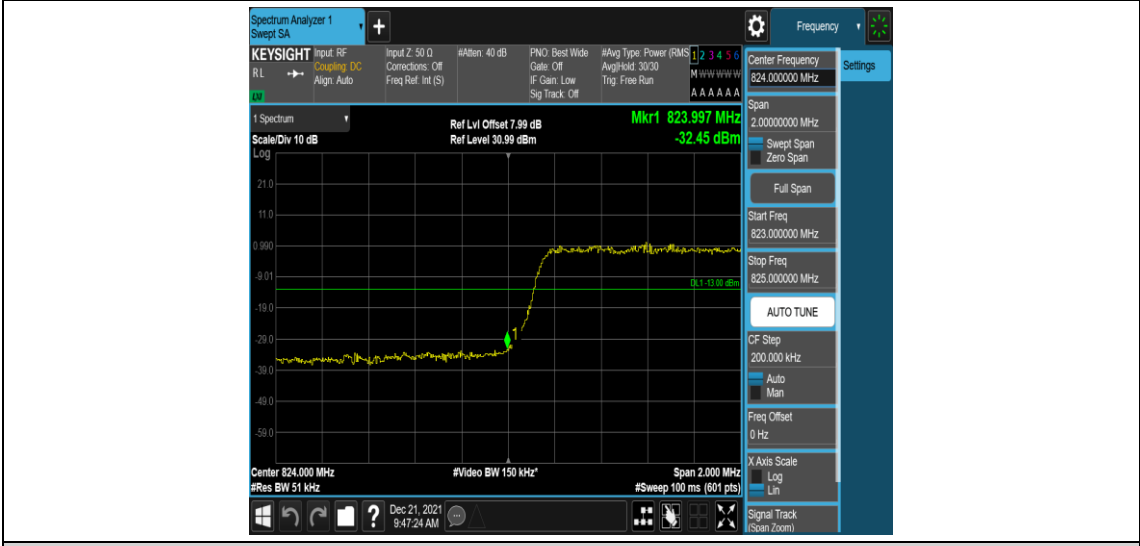 Spectrum Analyzer 1
Swept SA
+
Frequency
KEYSIGHT
RL
LXI
Input: RF
Coupling: DC
Align: Auto
Input Z: 50 Ω
Corrections: Off
Freq Ref: Int (S)
#Atten: 40 dB
PNO: Best Wide
Gate: Off
IF Gain: Low
Sig Track: Off
#Avg Type: Power (RMS
Avg|Hold: 30/30
Trig: Free Run
1 2 3 4 5 6
M W W W W W
A A A A A A
1 Spectrum
Scale/Div 10 dB
Log
Ref Lvl Offset 7.99 dB
Ref Level 30.99 dBm
Mkr1 823.997 MHz
-32.45 dBm
21.0
11.0
0.990
-9.01
DL1 -13.00 dBm
-19.0
-29.0
1
-39.0
-49.0
-59.0
Center 824.000 MHz
#Res BW 51 kHz
#Video BW 150 kHz*
Span 2.000 MHz
#Sweep 100 ms (601 pts)
?
Dec 21, 2021
9:47:24 AM
Center Frequency
824.000000 MHz
Settings
Span
2.00000000 MHz
Swept Span
Zero Span
Full Span
Start Freq
823.000000 MHz
Stop Freq
825.000000 MHz
AUTO TUNE
CF Step
200.000 kHz
Auto
Man
Freq Offset
0 Hz
X Axis Scale
Log
Lin
Signal Track
(Span Zoom)